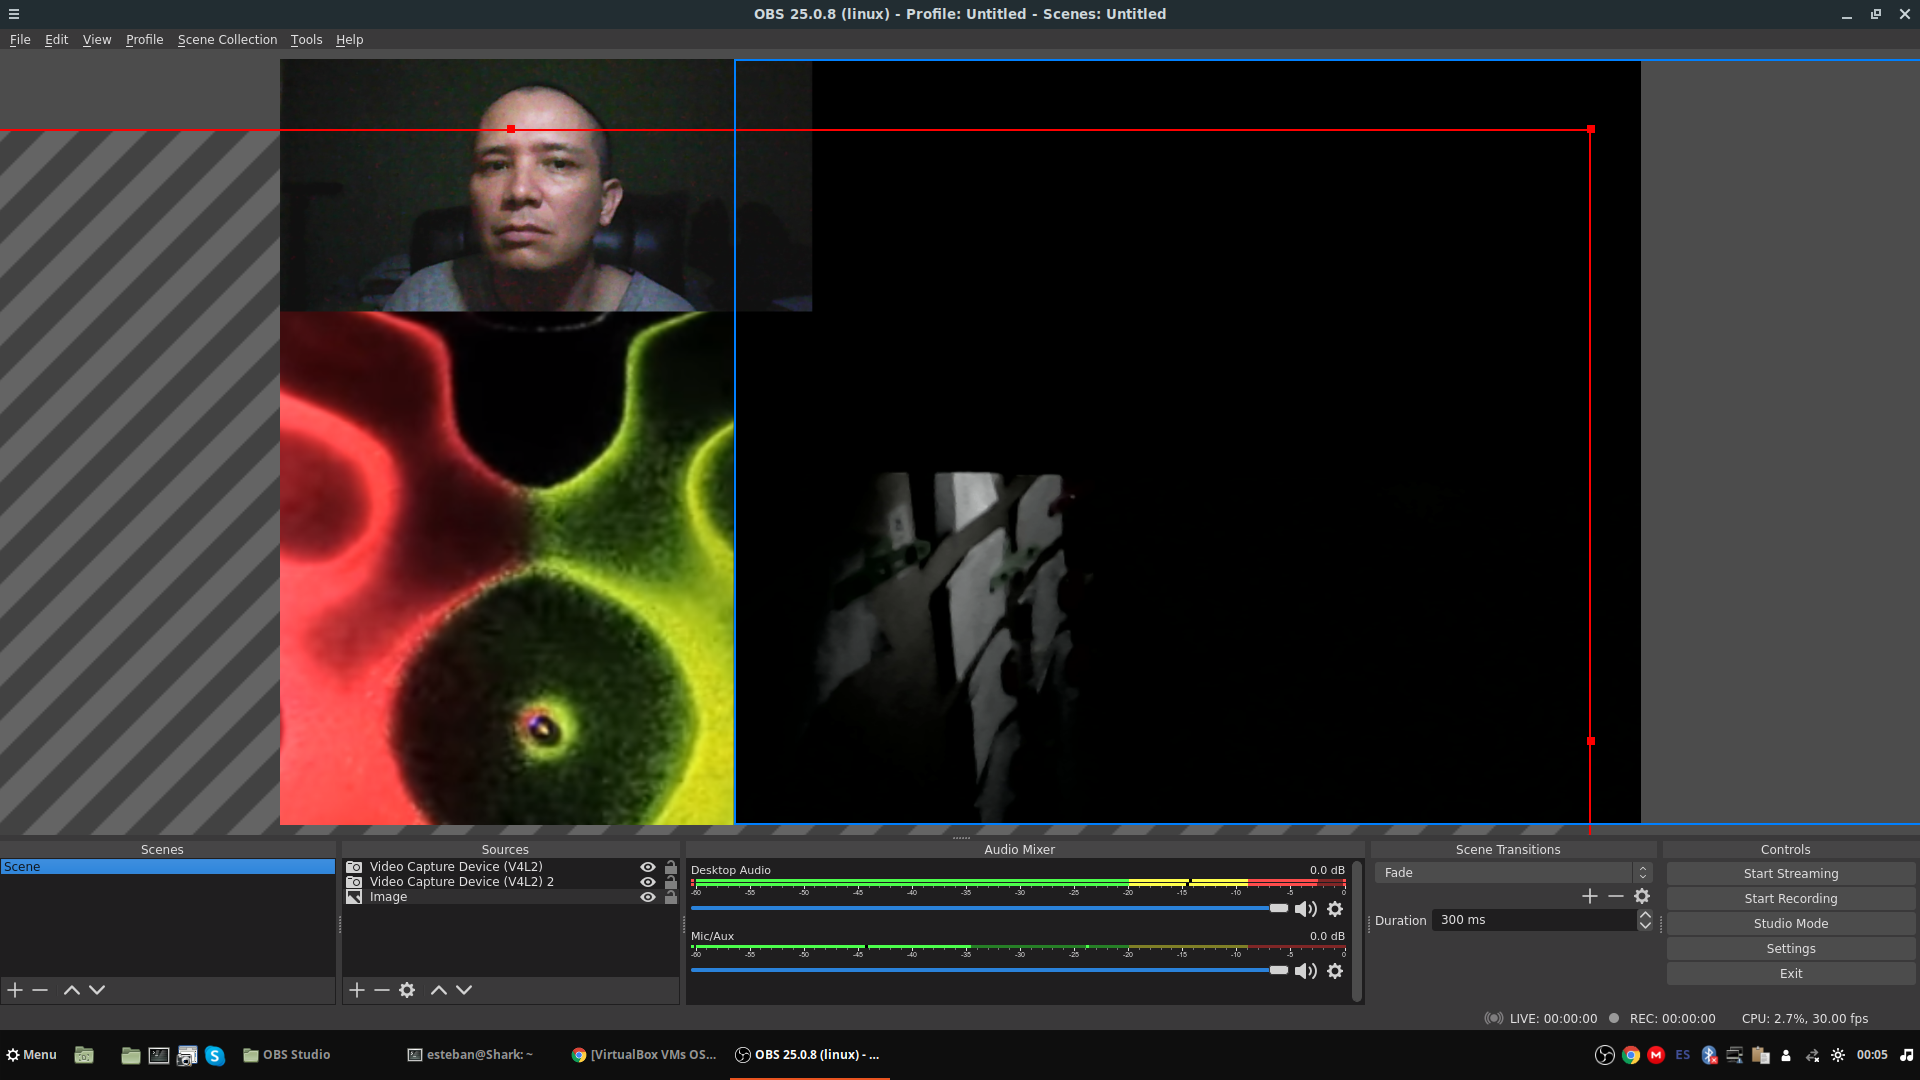 OBS 25.0.8 (linux) - Profile: Untitled - Scenes: Untitled
File Edit View Profile Scene Collection Tools Help
Scenes
Scene
Sources
Video Capture Device (V4L2)
Video Capture Device (V4L2) 2
Image
Audio Mixer
Desktop Audio 0.0 dB
-60 -55 -50 -45 -40 -35 -30 -25 -20 -15 -10 -5 0
Mic/Aux 0.0 dB
-60 -55 -50 -45 -40 -35 -30 -25 -20 -15 -10 -5 0
Scene Transitions
Fade
Duration 300 ms
Controls
Start Streaming
Start Recording
Studio Mode
Settings
Exit
LIVE: 00:00:00 REC: 00:00:00 CPU: 2.7%, 30.00 fps
Menu OBS Studio esteban@Shark: ~ [VirtualBox VMs OS... OBS 25.0.8 (linux) - ... ES 00:05